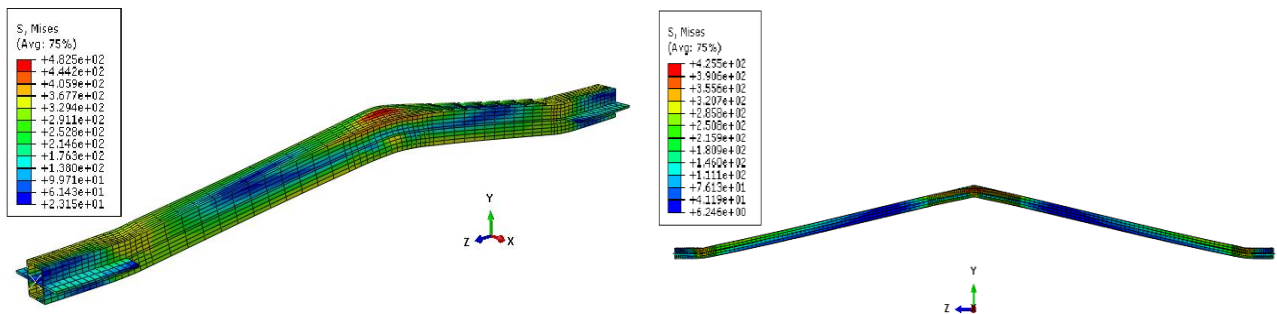 S, Mises
(Avg: 75%)
+4.825e+02
+4.442e+02
+4.059e+02
+3.677e+02
+3.294e+02
+2.911e+02
+2.528e+02
+2.146e+02
+1.763e+02
+1.380e+02
+9.971e+01
+6.143e+01
+2.315e+01
Y
Z
X
S, Mises
(Avg: 75%)
+4.255e+02
+3.906e+02
+3.556e+02
+3.207e+02
+2.858e+02
+2.508e+02
+2.159e+02
+1.809e+02
+1.460e+02
+1.111e+02
+7.613e+01
+4.119e+01
+6.246e+00
Y
Z